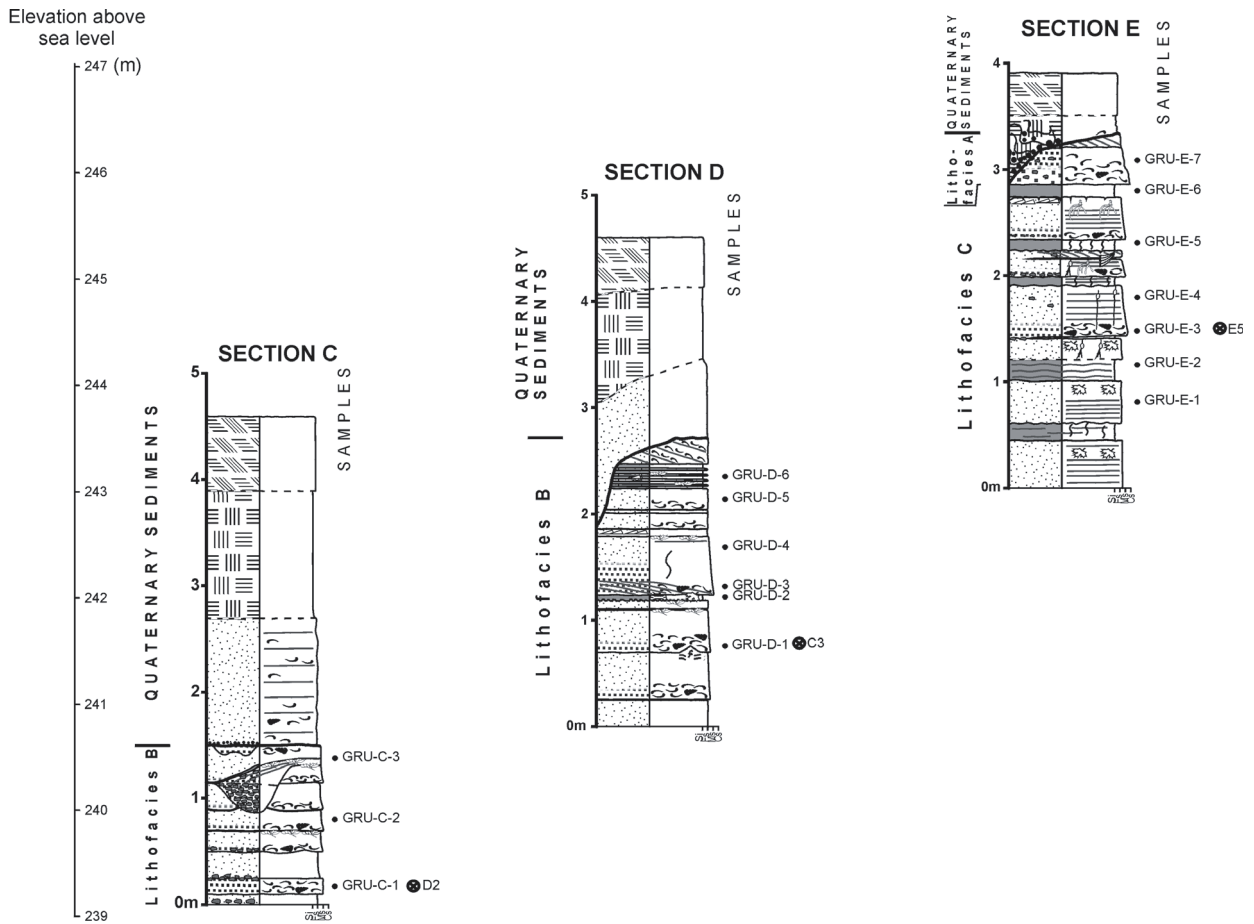 Elevation above
sea level
247 (m)
246
245
244
243
242
241
240
239
SECTION C
SAMPLES
5
4
3
2
1
0m
QUATERNARY SEDIMENTS
Lithofacies B
GRU-C-3
GRU-C-2
GRU-C-1 D2
SECTION D
SAMPLES
5
4
3
2
1
0m
QUATERNARY
SEDIMENTS
Lithofacies B
GRU-D-6
GRU-D-5
GRU-D-4
GRU-D-3
GRU-D-2
GRU-D-1 C3
SECTION E
SAMPLES
4
3
2
1
0m
QUATERNARY
SEDIMENTS
Litho-
facies A
Lithofacies C
GRU-E-7
GRU-E-6
GRU-E-5
GRU-E-4
GRU-E-3 E5
GRU-E-2
GRU-E-1